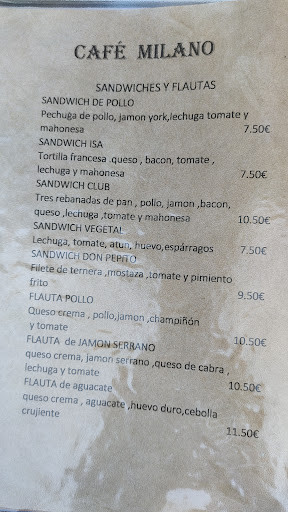 CAFÉ MILANO
SANDWICHES Y FLAUTAS
SANDWICH DE POLLO
Pechuga de pollo, jamon york,lechuga tomate y
mahonesa 7.50€
SANDWICH ISA
Tortilla francesa .queso , bacon, tomate ,
lechuga y mahonesa 7.50€
SANDWICH CLUB
Tres rebanadas de pan , pollo, jamon ,bacon,
queso ,lechuga ,tomate y mahonesa 10.50€
SANDWICH VEGETAL
Lechuga, tomate, atun, huevo,espárragos 7.50€
SANDWICH DON PEPITO
Filete de ternera ,mostaza ,tomate y pimiento
frito 9.50€
FLAUTA POLLO
Queso crema , pollo,jamon ,champiñón
y tomate 10.50€
FLAUTA de JAMON SERRANO
queso crema, jamon serrano ,queso de cabra ,
lechuga y tomate 10.50€
FLAUTA de aguacate
queso crema , aguacate ,huevo duro,cebolla
crujiente 11.50€